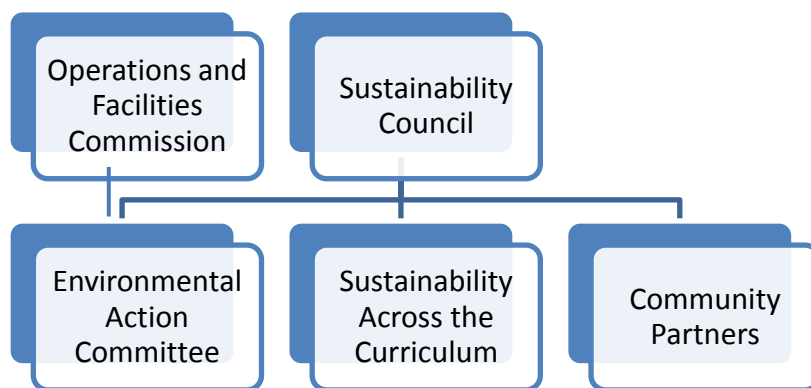 Operations and
Facilities
Commission
Sustainability
Council
Environmental
Action
Committee
Sustainability
Across the
Curriculum
Community
Partners